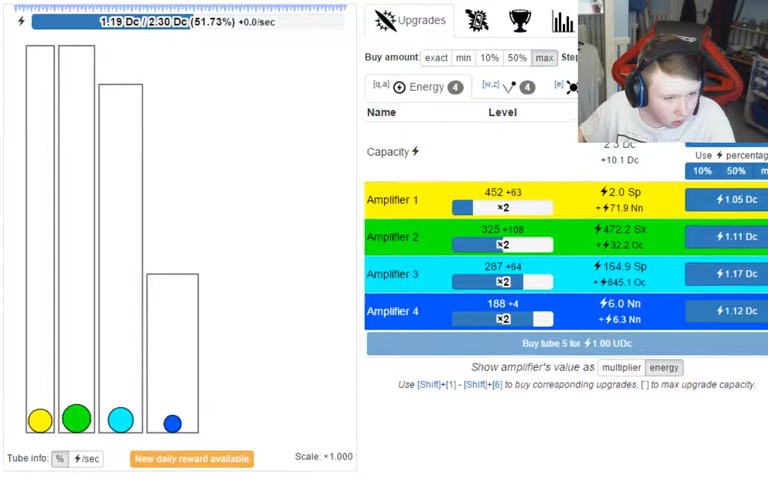 1.19 Dc / 2.30 Dc (51.73%) +0.0/sec
Upgrades
Buy amount: exact min 10% 50% max
[q,a] Energy 4 [w,z] 4 [e]
Name Level
Capacity
+10.1 Dc
Use percentag
10% 50%
Amplifier 1 452 +63 2.0 Sp 1.05 Dc
×2 +71.9 Nn
Amplifier 2 325 +108 472.2 Sx 1.11 Dc
×2 +32.2 Oc
Amplifier 3 287 +64 164.9 Sp 1.17 Dc
×2 +645.1 Oc
Amplifier 4 188 +4 6.0 Nn 1.12 Dc
×2 +6.3 Nn
Buy tube 5 for 1.00 UDc
Show amplifier's value as multiplier energy
Use [Shift]+[1] - [Shift]+[6] to buy corresponding upgrades, [`] to max upgrade capacity.
Tube info: % /sec
New daily reward available
Scale: ×1.000